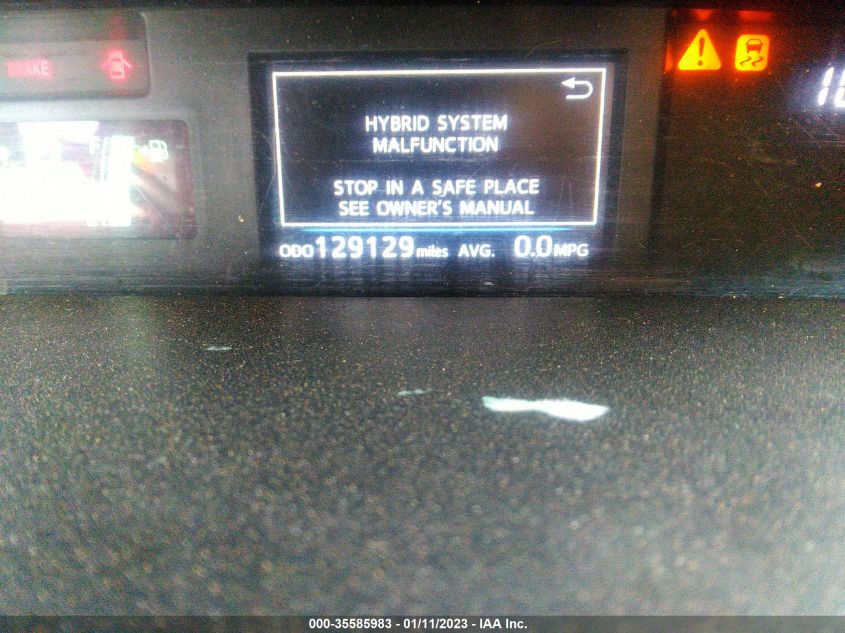 BRAKE
HYBRID SYSTEM
MALFUNCTION
STOP IN A SAFE PLACE
SEE OWNER'S MANUAL
ODO 129129 miles AVG. 0.0 MPG
000-35585983 - 01/11/2023 - IAA Inc.